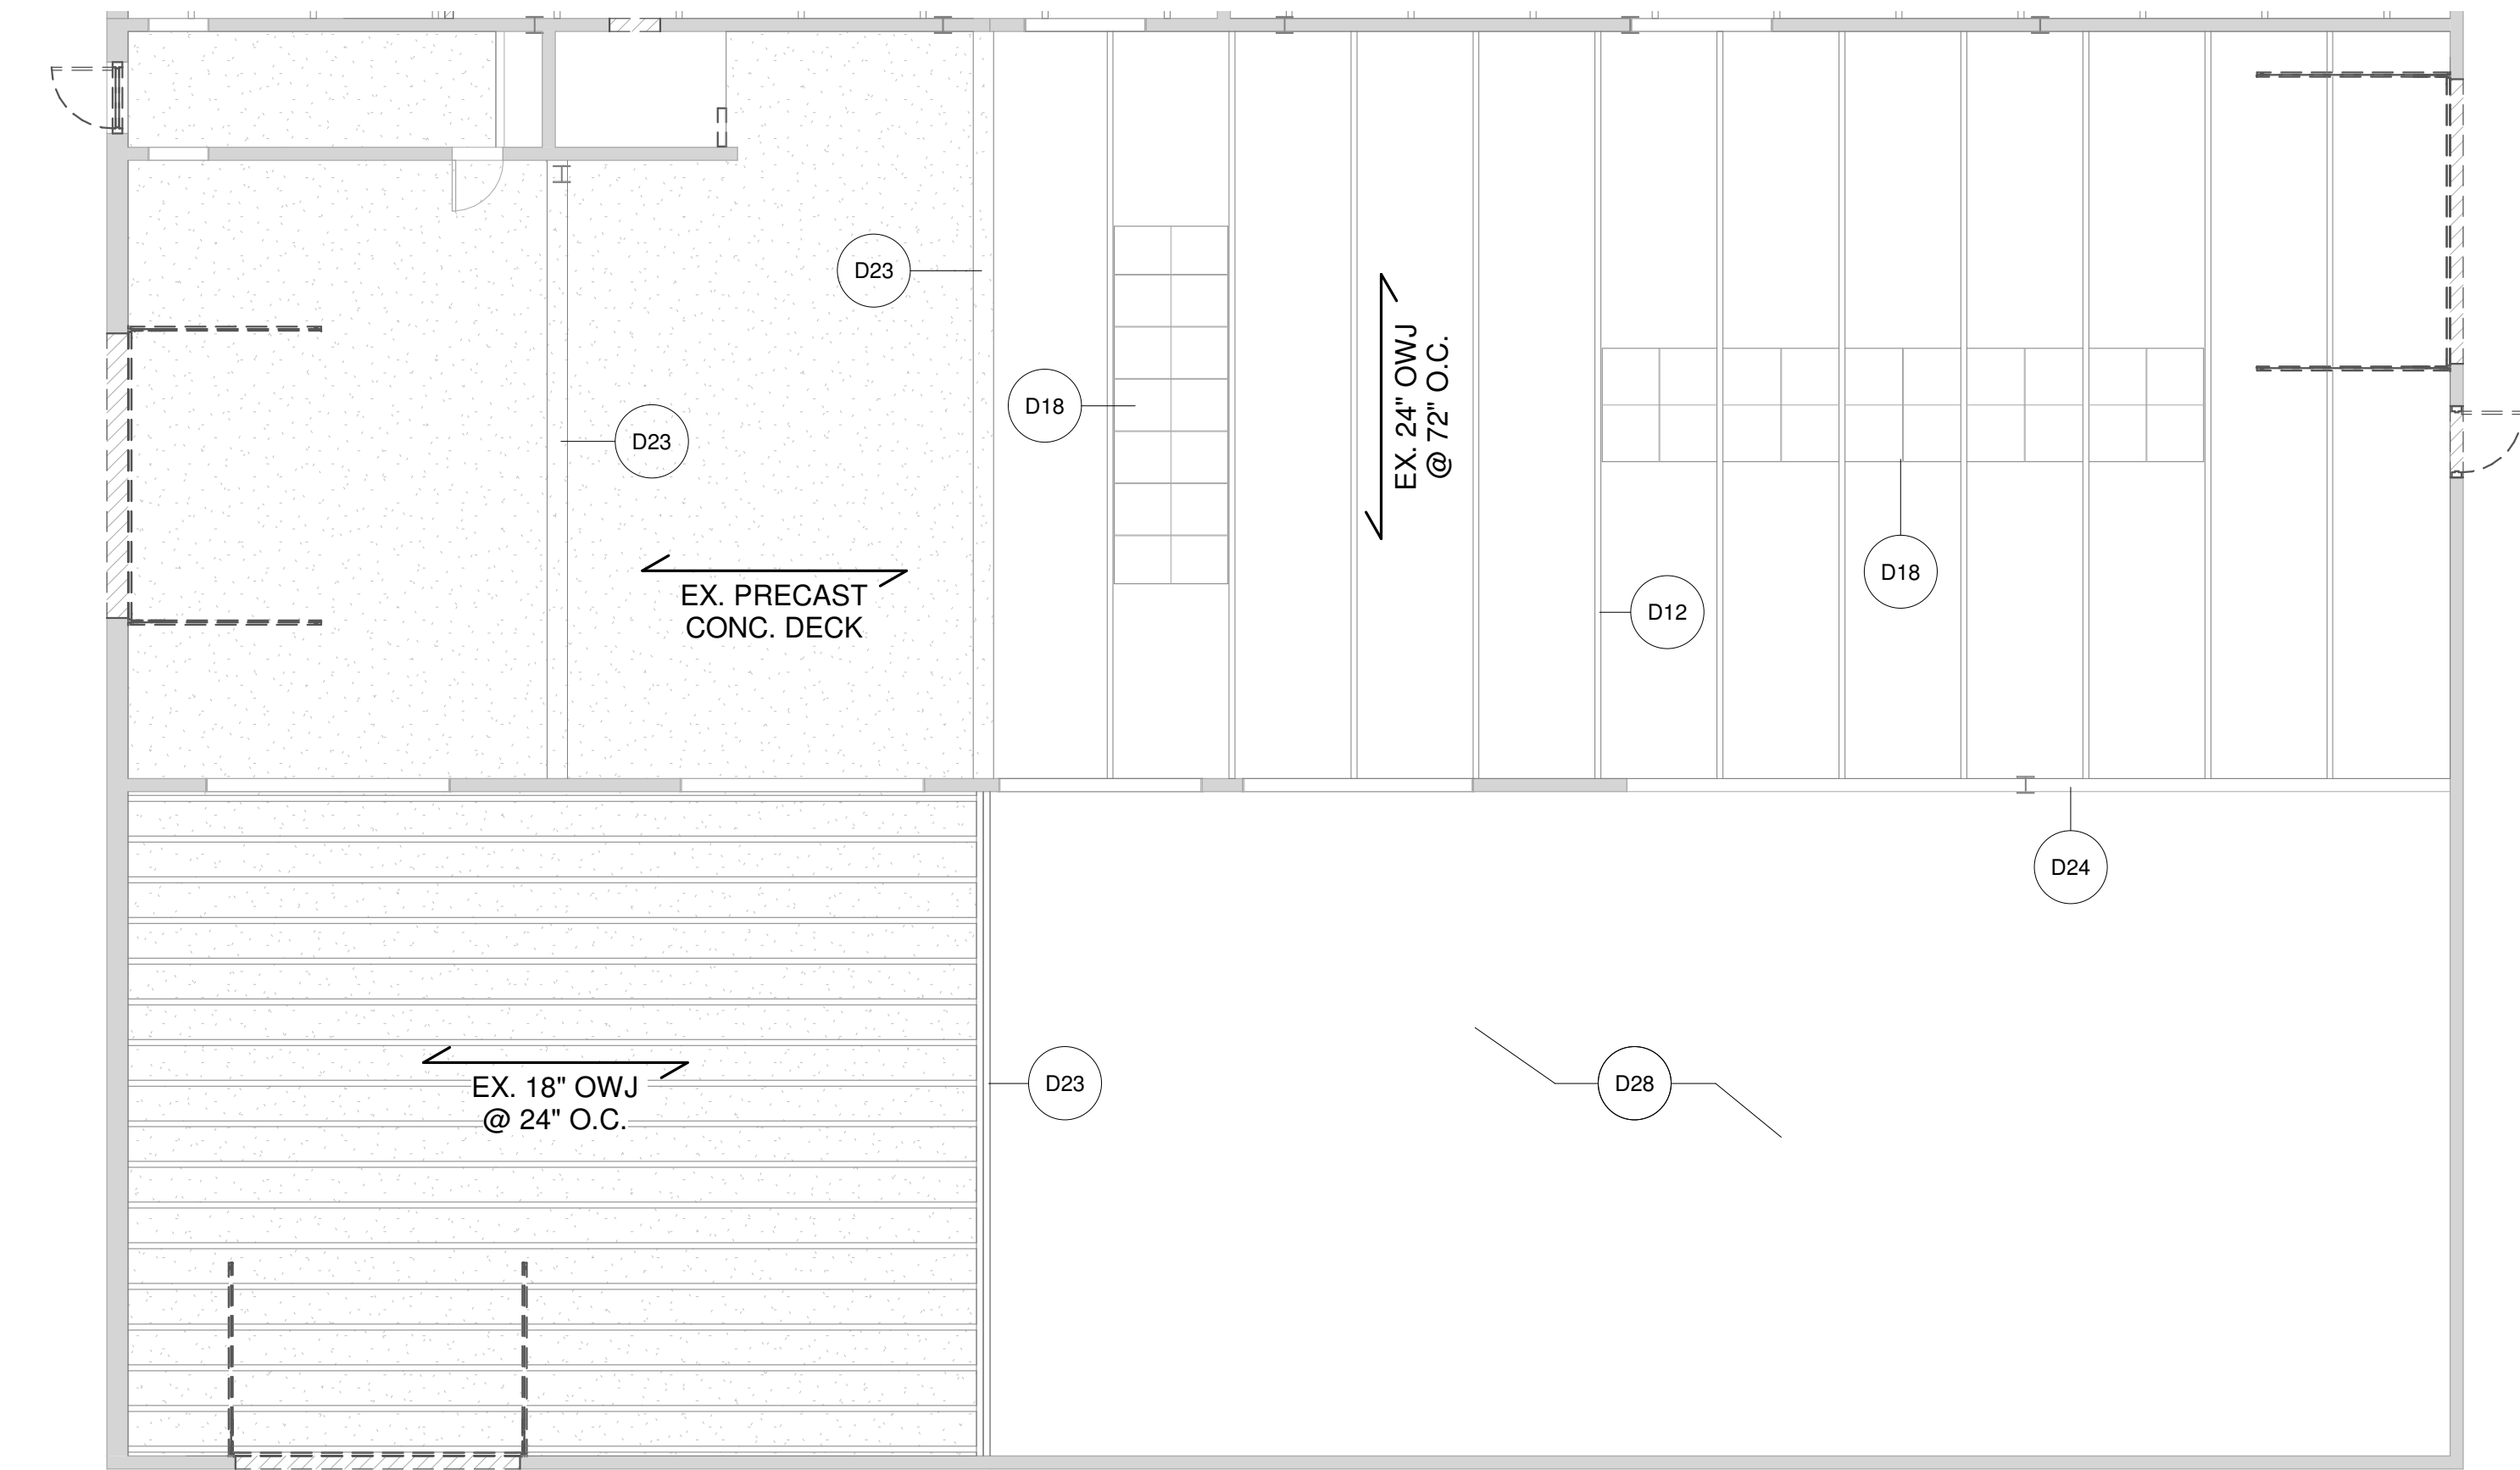 D23
D18
D23
EX. 24" OWJ
@ 72" O.C.
EX. PRECAST
CONC. DECK
D18
D12
D24
EX. 18" OWJ
@ 24" O.C.
D23
D28